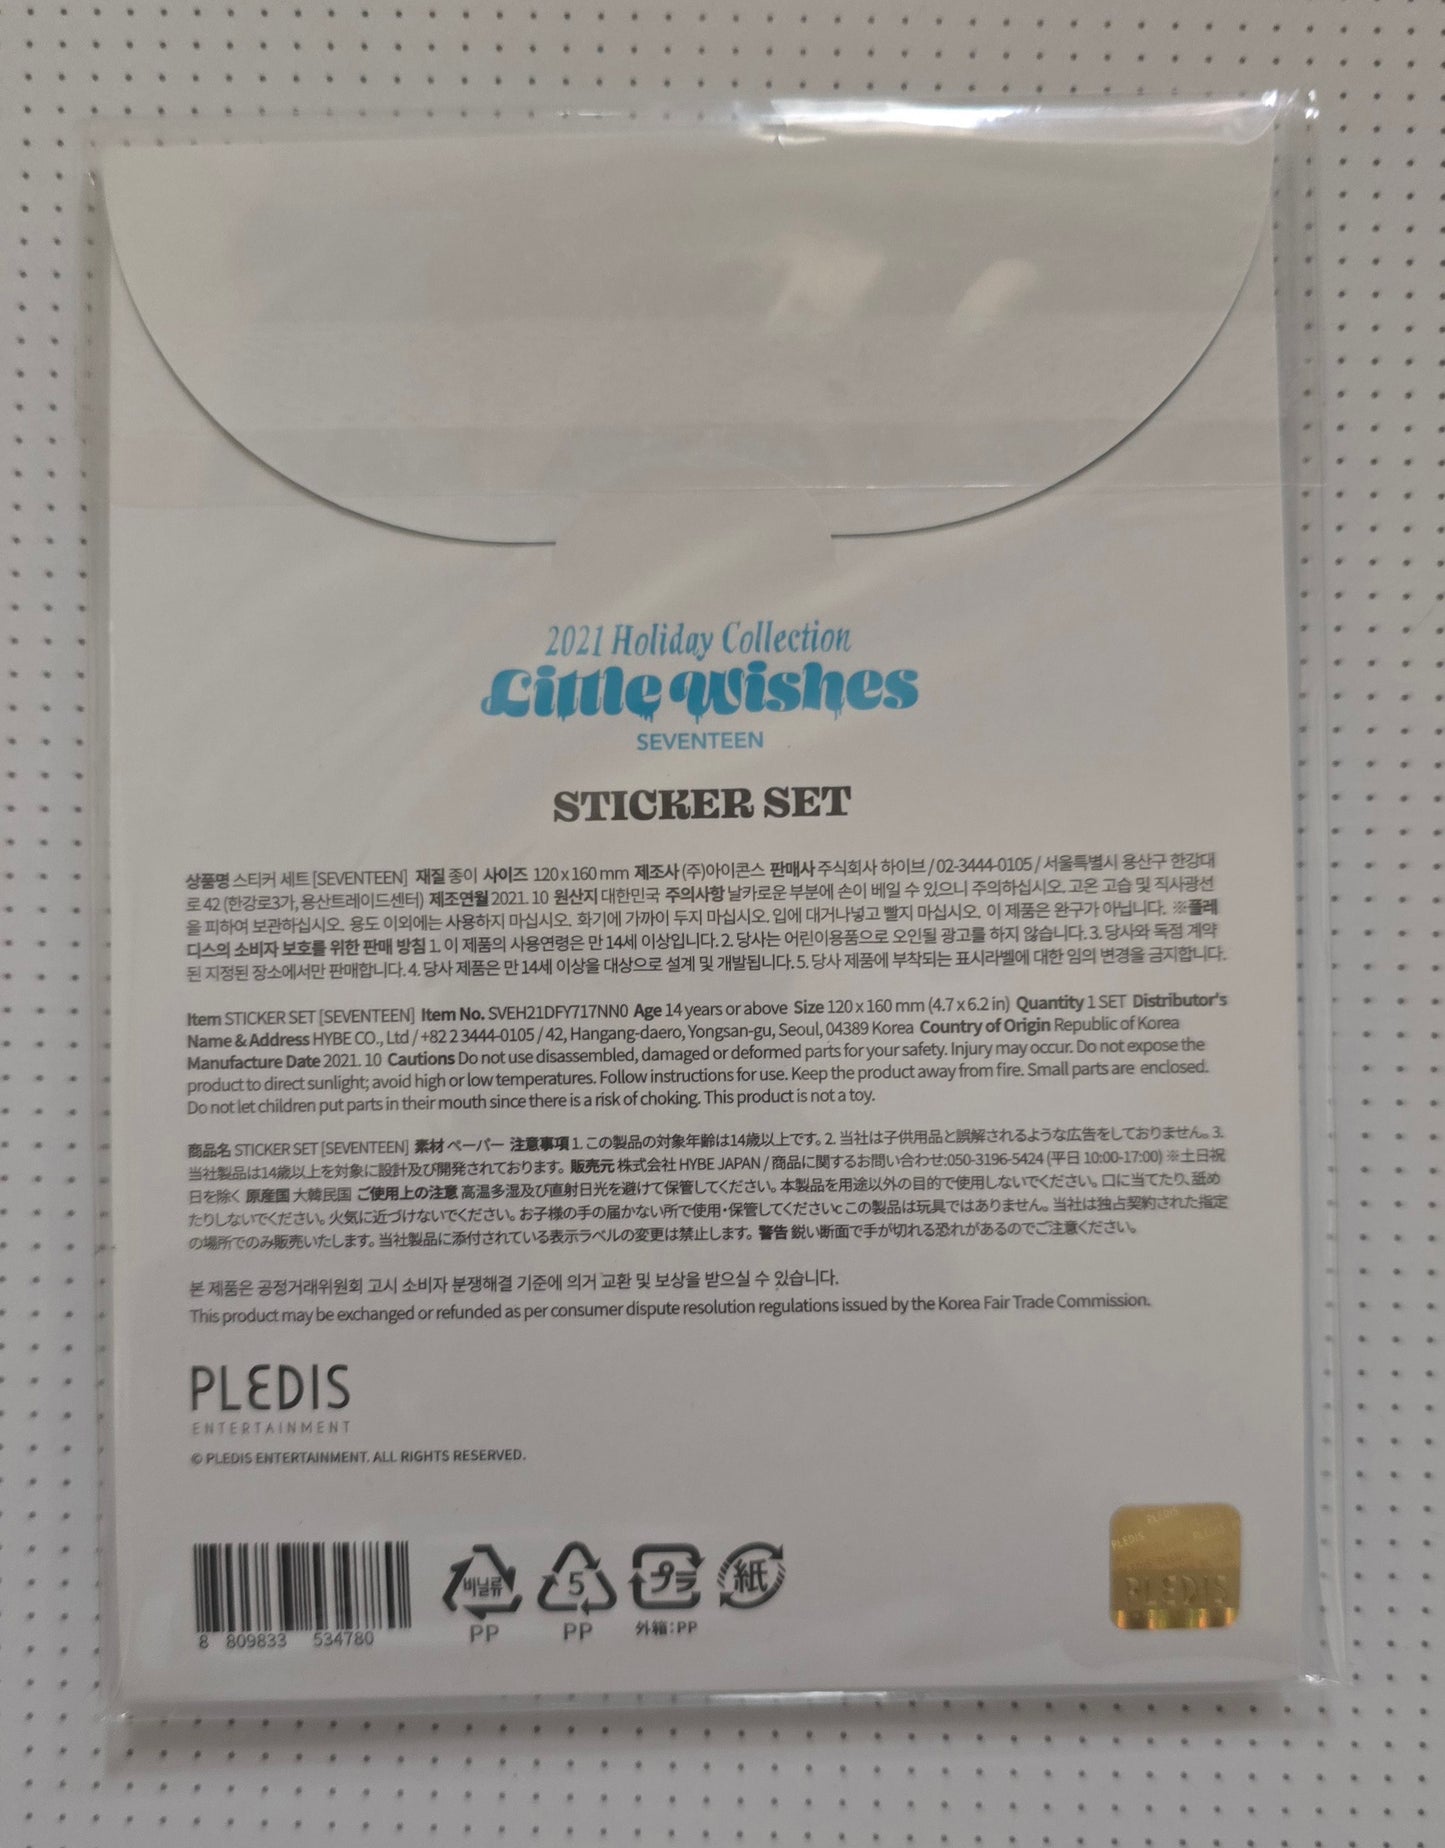 2021 Holiday Collection
Little Wishes
SEVENTEEN
STICKER SET
상품명 스티커 세트 [SEVENTEEN] 재질 종이 사이즈 120 x 160 mm 제조사 (주)아이콘스 판매사 주식회사 하이브 / 02-3444-0105 / 서울특별시 용산구 한강대
로 42 (한강로3가, 용산트레이드센터) 제조연월 2021. 10 원산지 대한민국 주의사항 날카로운 부분에 손이 베일 수 있으니 주의하십시오. 고온 고습 및 직사광선
을 피하여 보관하십시오. 용도 이외에는 사용하지 마십시오. 화기에 가까이 두지 마십시오. 입에 대거나넣고 빨지 마십시오. 이 제품은 완구가 아닙니다. ※플레
디스의 소비자 보호를 위한 판매 방침 1. 이 제품의 사용연령은 만 14세 이상입니다. 2. 당사는 어린이용품으로 오인될 광고를 하지 않습니다. 3. 당사와 독점 계약
된 지정된 장소에서만 판매합니다. 4. 당사 제품은 만 14세 이상을 대상으로 설계 및 개발됩니다. 5. 당사 제품에 부착되는 표시라벨에 대한 임의 변경을 금지합니다.
Item STICKER SET [SEVENTEEN] Item No. SVEH21DFY717NN0 Age 14 years or above Size 120 x 160 mm (4.7 x 6.2 in) Quantity 1 SET Distributor's
Name & Address HYBE CO., Ltd / +82 2 3444-0105 / 42, Hangang-daero, Yongsan-gu, Seoul, 04389 Korea Country of Origin Republic of Korea
Manufacture Date 2021. 10 Cautions Do not use disassembled, damaged or deformed parts for your safety. Injury may occur. Do not expose the
product to direct sunlight; avoid high or low temperatures. Follow instructions for use. Keep the product away from fire. Small parts are enclosed.
Do not let children put parts in their mouth since there is a risk of choking. This product is not a toy.
商品名 STICKER SET [SEVENTEEN] 素材 ペーパー 注意事項 1. この製品の対象年齢は14歳以上です。2. 当社は子供用品と誤解されるような広告をしておりません。3.
当社製品は14歳以上を対象に設計及び開発されております。 販売元 株式会社 HYBE JAPAN / 商品に関するお問い合わせ:050-3196-5424 (平日 10:00-17:00) ※土日祝
日を除く 原産国 大韓民国 ご使用上の注意 高温多湿及び直射日光を避けて保管してください。本製品を用途以外の目的で使用しないでください。口に当てたり、舐め
たりしないでください。火気に近づけないでください。お子様の手の届かない所で使用・保管してくださいc この製品は玩具ではありません。当社は独占契約された指定
の場所でのみ販売いたします。当社製品に添付されている表示ラベルの変更は禁止します。 警告 鋭い断面で手が切れる恐れがあるのでご注意ください。
본 제품은 공정거래위원회 고시 소비자 분쟁해결 기준에 의거 교환 및 보상을 받으실 수 있습니다.
This product may be exchanged or refunded as per consumer dispute resolution regulations issued by the Korea Fair Trade Commission.
PLEDIS
ENTERTAINMENT
© PLEDIS ENTERTAINMENT. ALL RIGHTS RESERVED.
8 809833 534780
비닐류
PP
5
PP
プラ
外箱：PP
紙
PLEDIS
PLEDIS
PLEDIS
PLEDIS